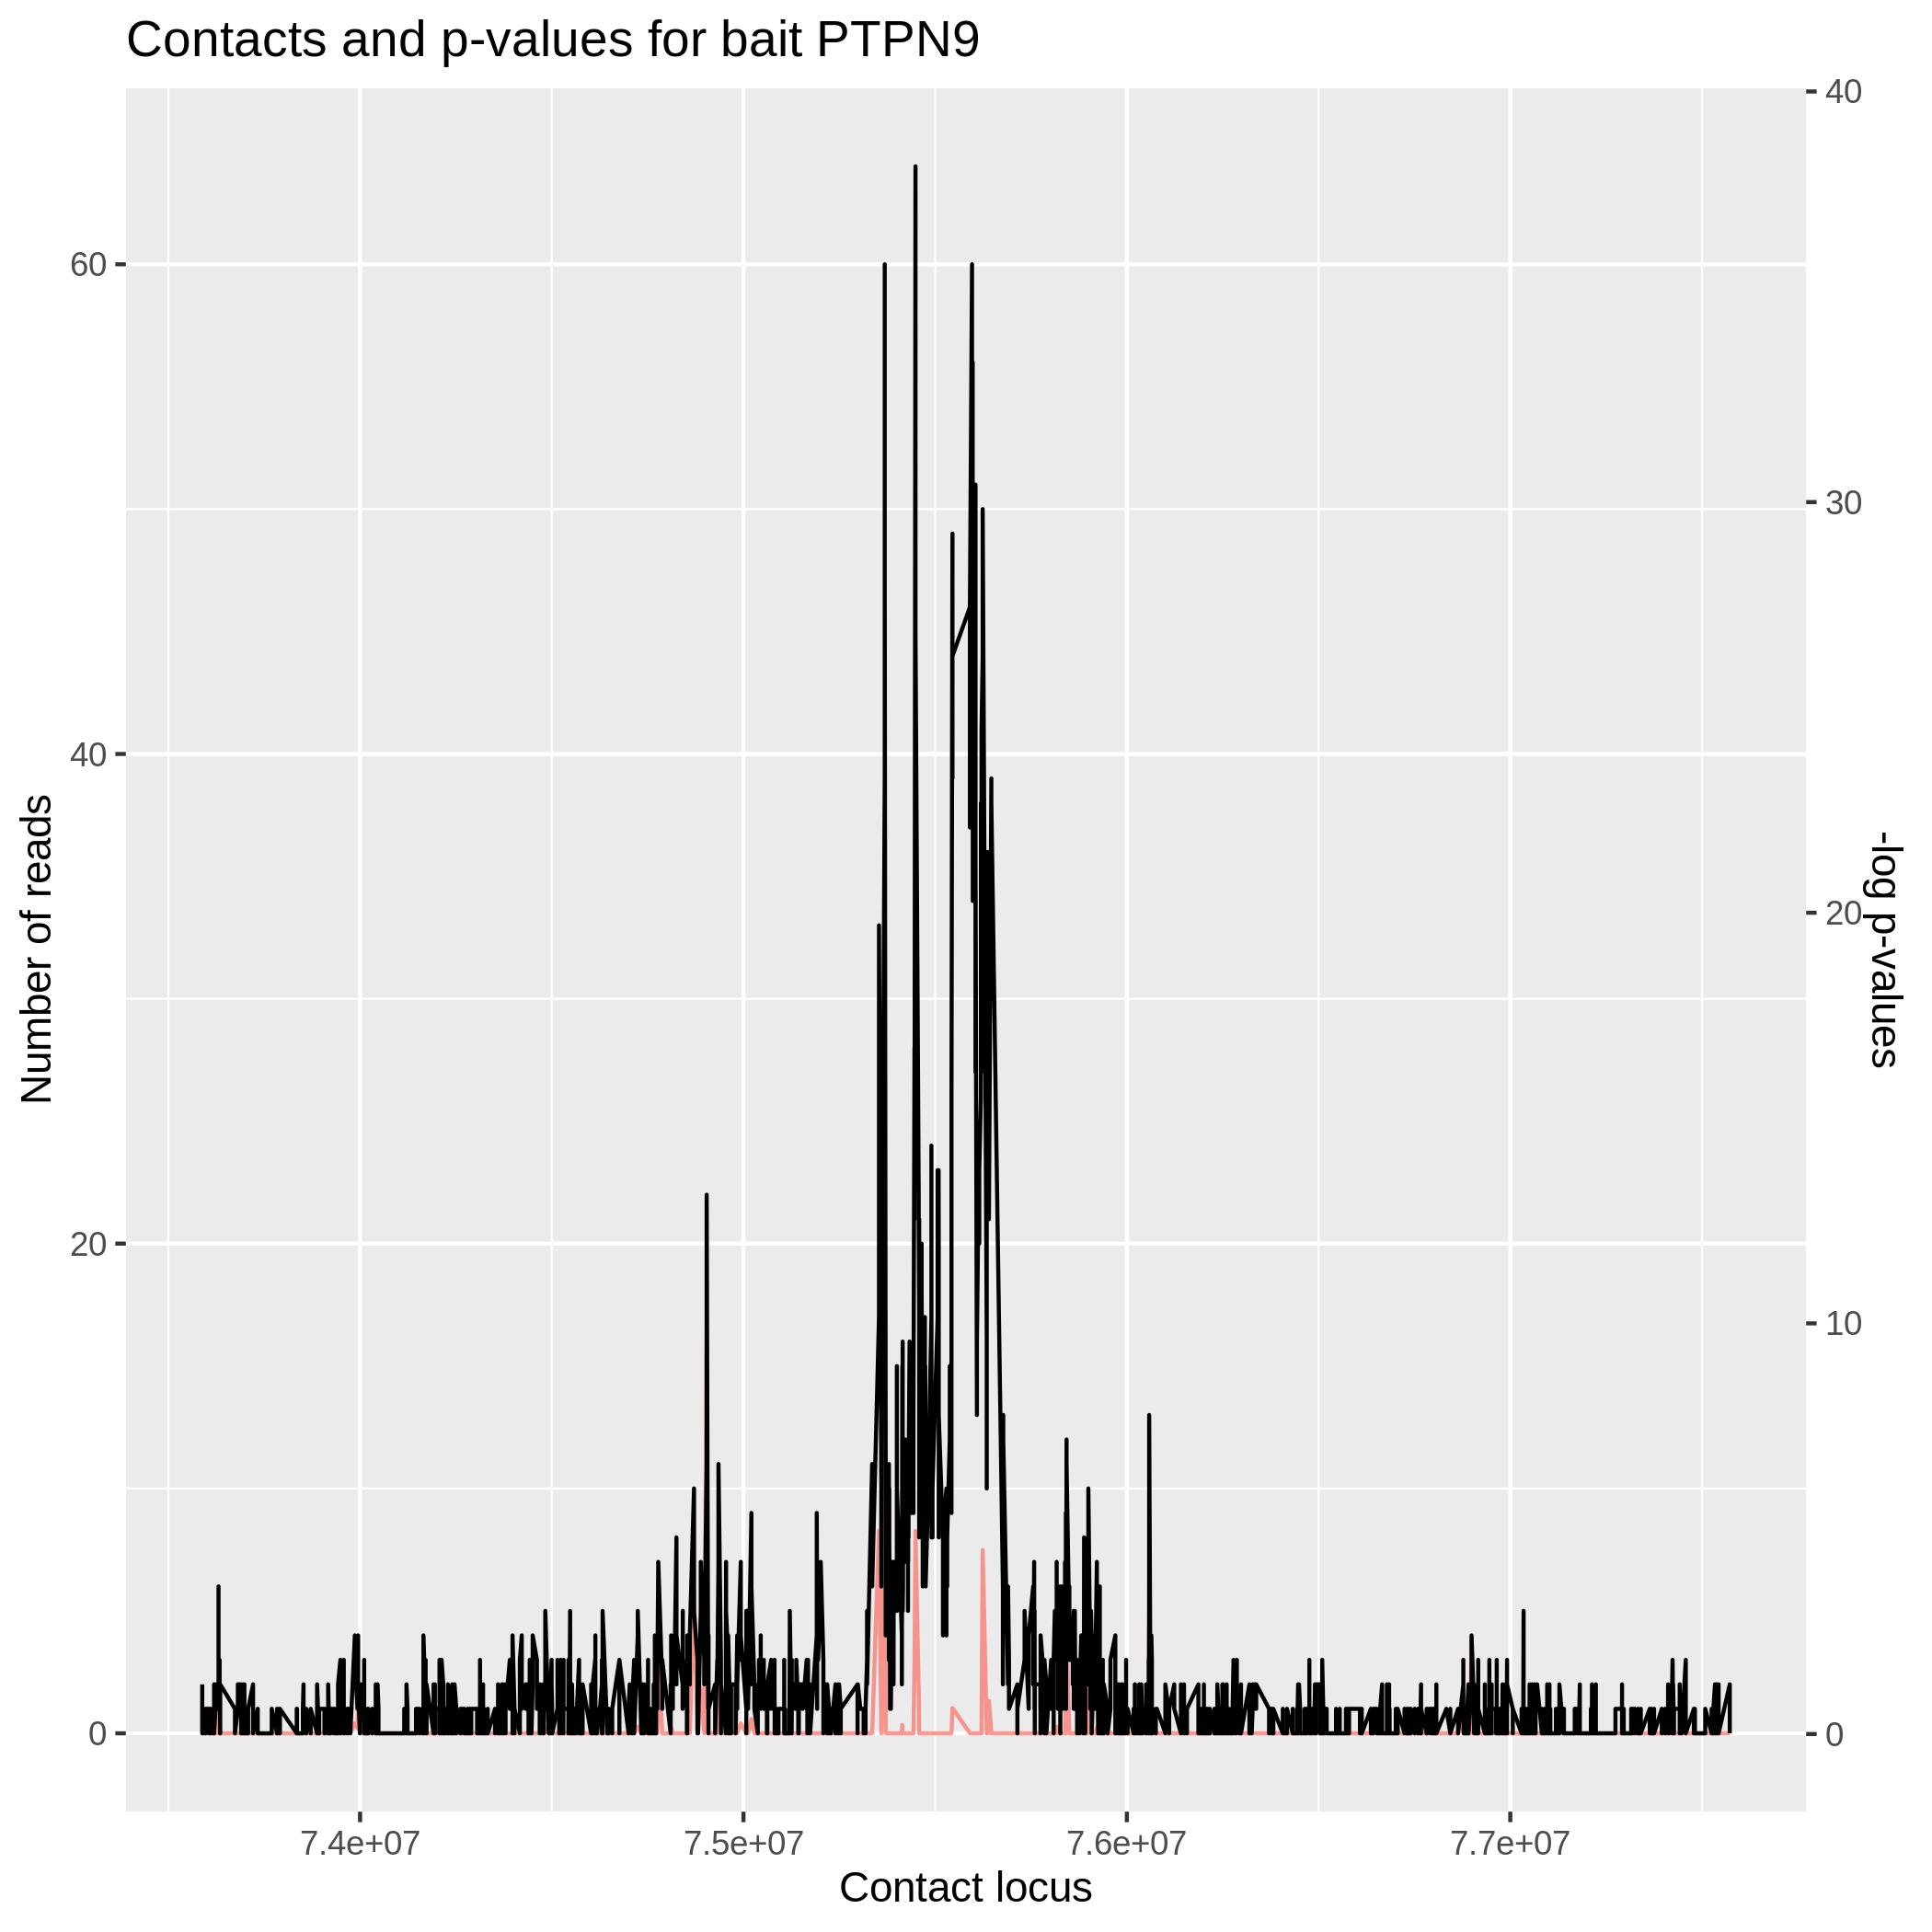 Contacts and p-values for bait PTPN9
Number of reads
60
40
20
0
40
30
20
10
0
-log p-values
7.4e+07
7.5e+07
7.6e+07
7.7e+07
Contact locus